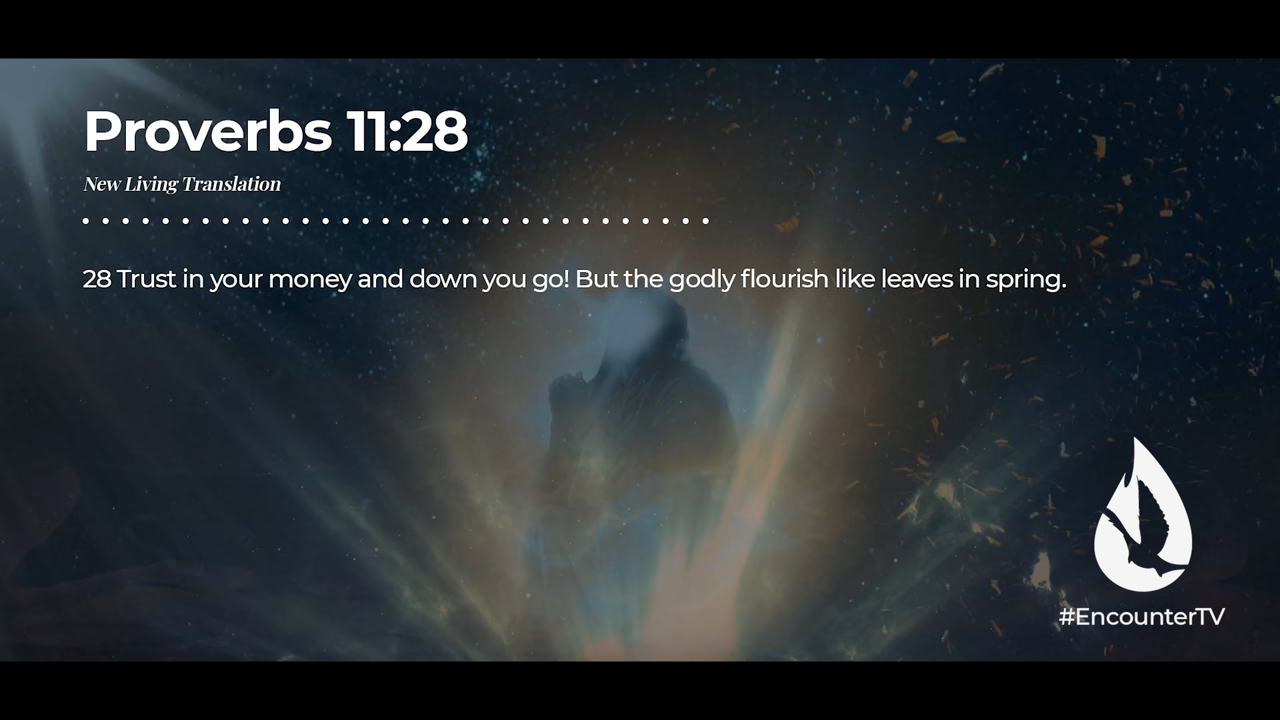 Proverbs 11:28
New Living Translation
28 Trust in your money and down you go! But the godly flourish like leaves in spring.
#EncounterTV